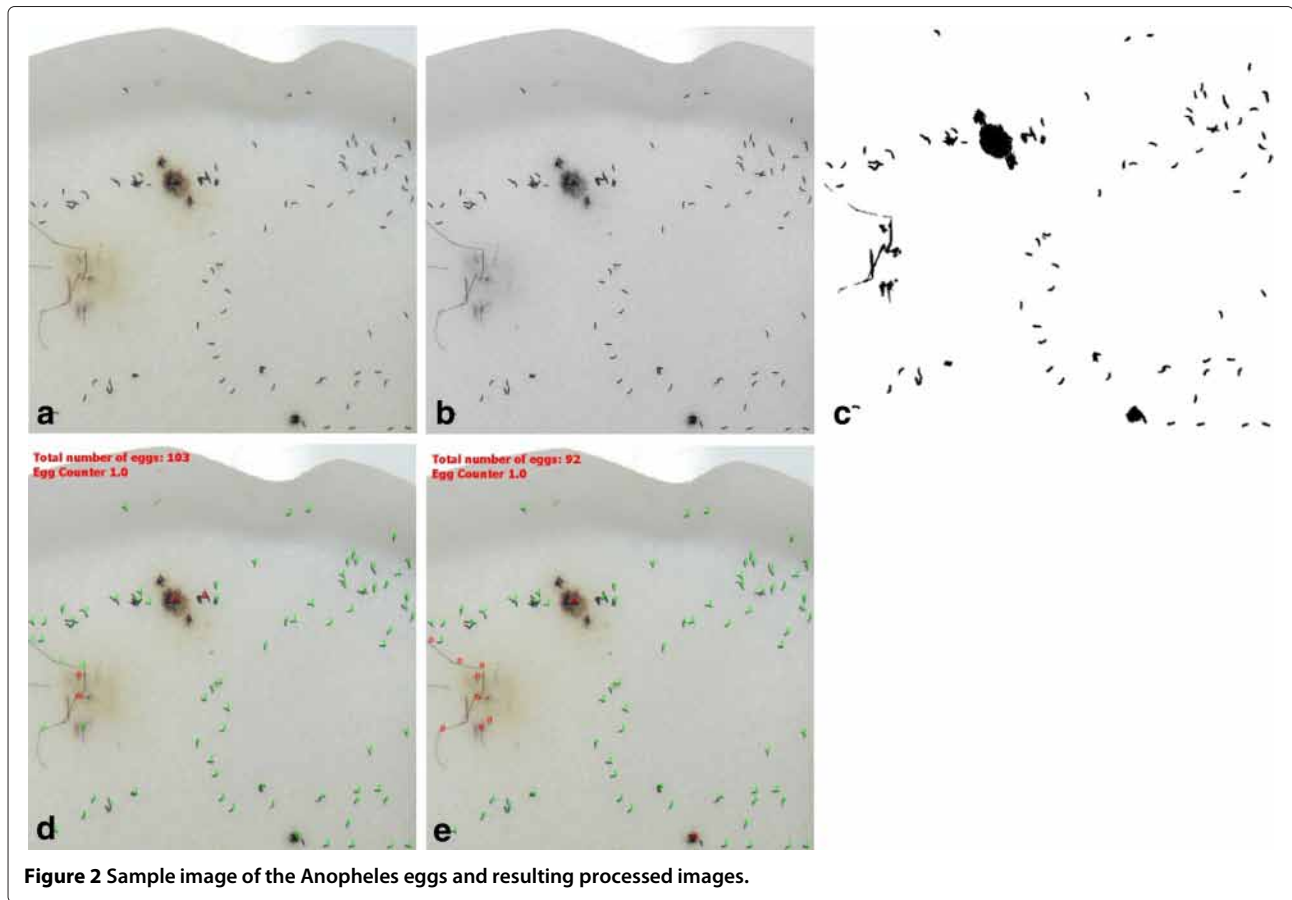 a
b
c
Total number of eggs: 103
Egg Counter 1.0
Total number of eggs: 92
Egg Counter 1.0
d
e
Figure 2 Sample image of the Anopheles eggs and resulting processed images.